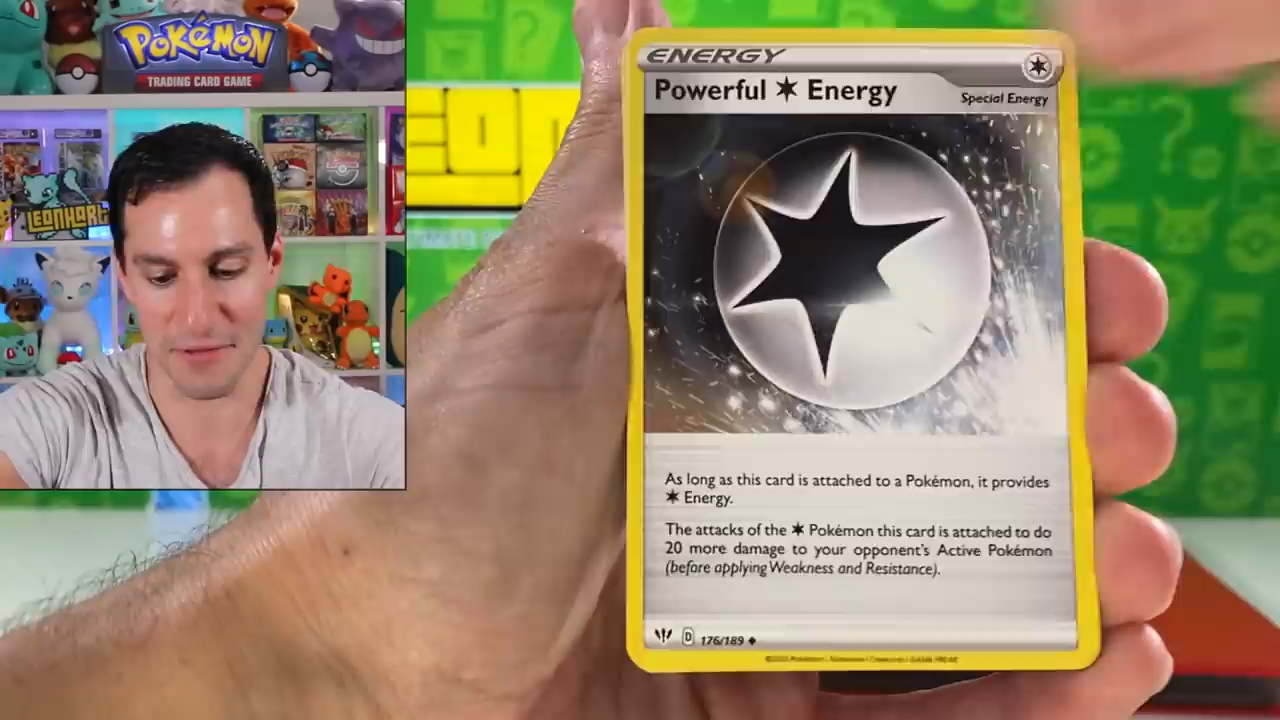 POKéMON
TRADING CARD GAME
LEONHART
EON
ENERGY
Powerful Energy
Special Energy
As long as this card is attached to a Pokémon, it provides
Energy.
The attacks of the Pokémon this card is attached to do
20 more damage to your opponent's Active Pokémon
(before applying Weakness and Resistance).
D 176/189